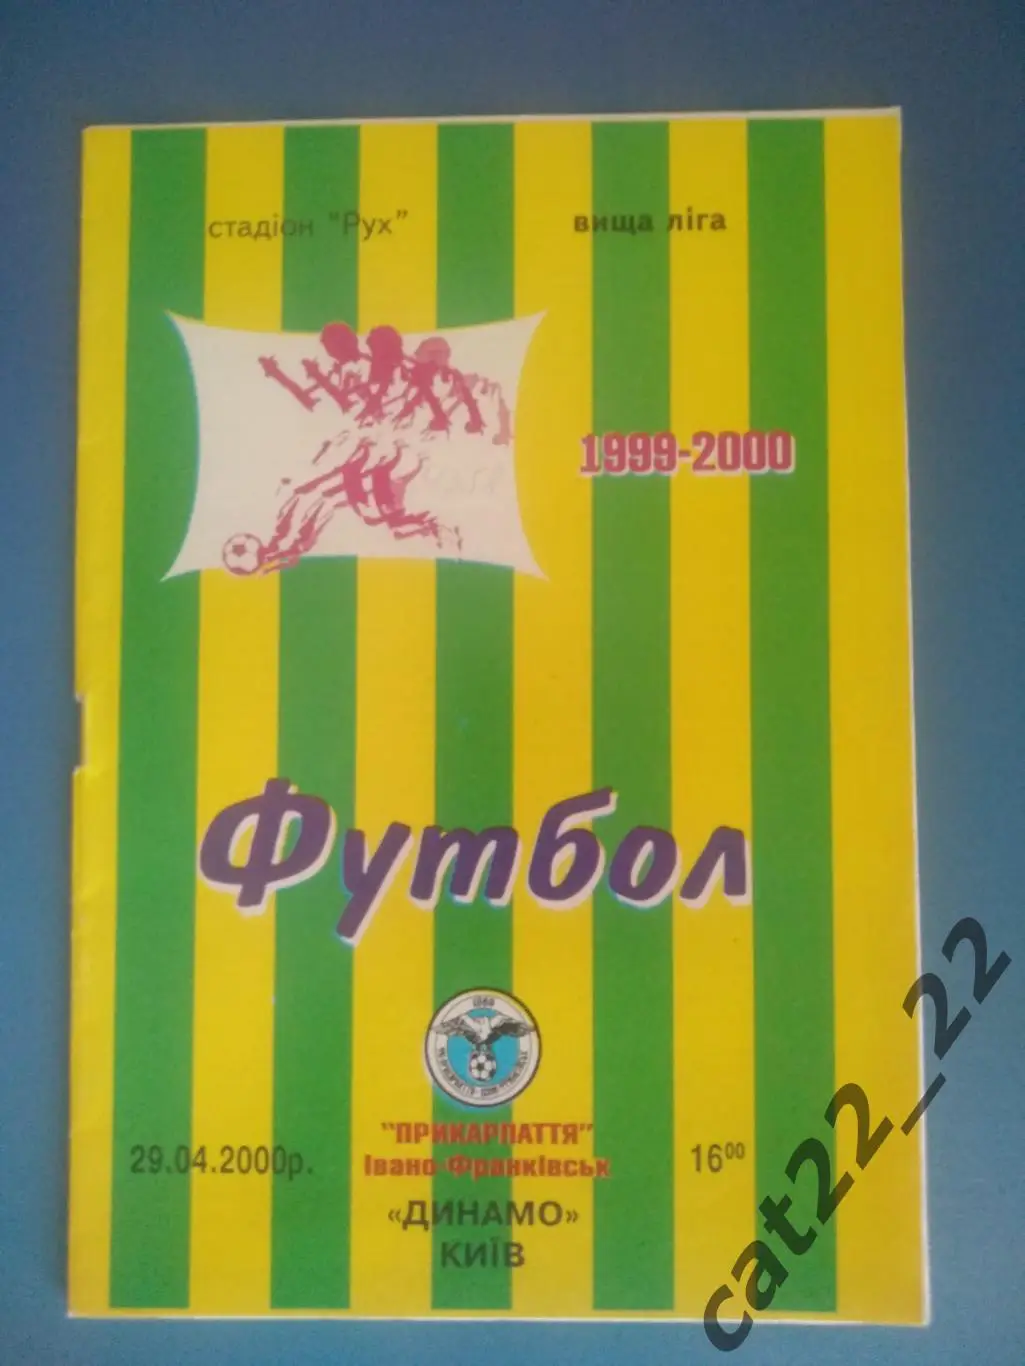 стадіон "Рух"
вища ліга
1999-2000
Футбол
"ПРИКАРПАТТЯ"
Івано-Франківськ
29.04.2000р.
16⁰⁰
«ДИНАМО»
КИЇВ
cat22_22